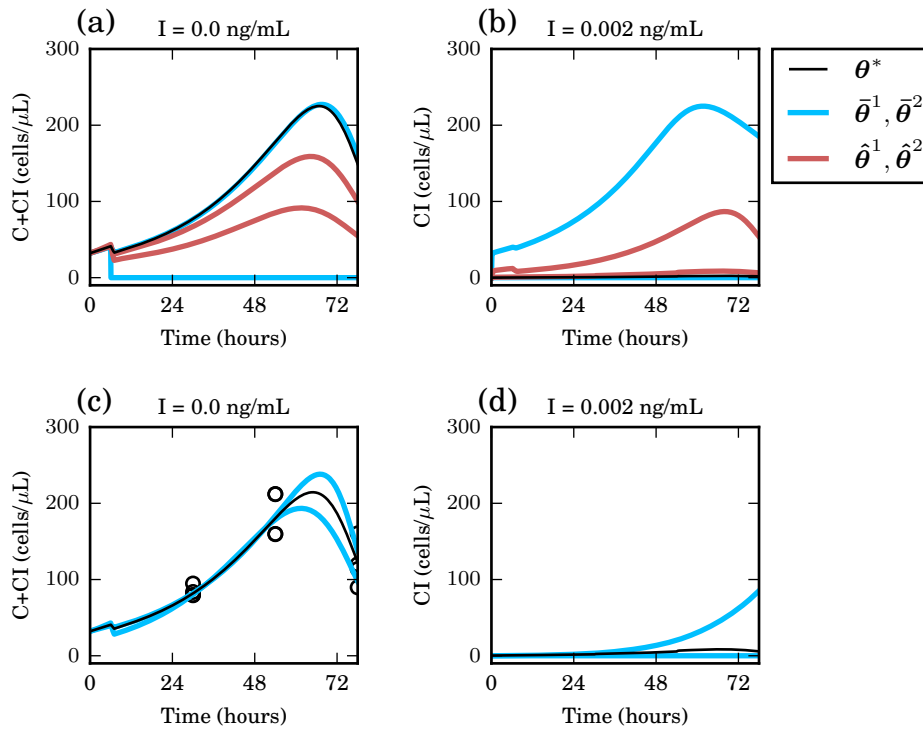 (a)
I = 0.0 ng/mL
C+CI (cells/μL)
300
200
100
0
0 24 48 72
Time (hours)
(b)
I = 0.002 ng/mL
CI (cells/μL)
300
200
100
0
0 24 48 72
Time (hours)
θ*
θ̄¹, θ̄²
θ̂¹, θ̂²
(c)
I = 0.0 ng/mL
C+CI (cells/μL)
300
200
100
0
0 24 48 72
Time (hours)
(d)
I = 0.002 ng/mL
CI (cells/μL)
300
200
100
0
0 24 48 72
Time (hours)